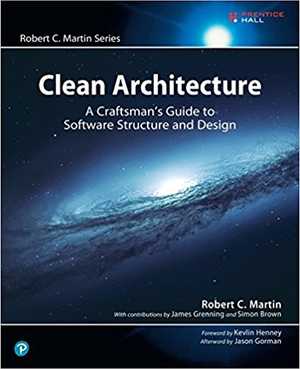 Robert C. Martin Series
PRENTICE
HALL
Clean Architecture
A Craftsman's Guide to
Software Structure and Design
Robert C. Martin
With contributions by James Grenning and Simon Brown
Foreword by Kevlin Henney
Afterword by Jason Gorman
P